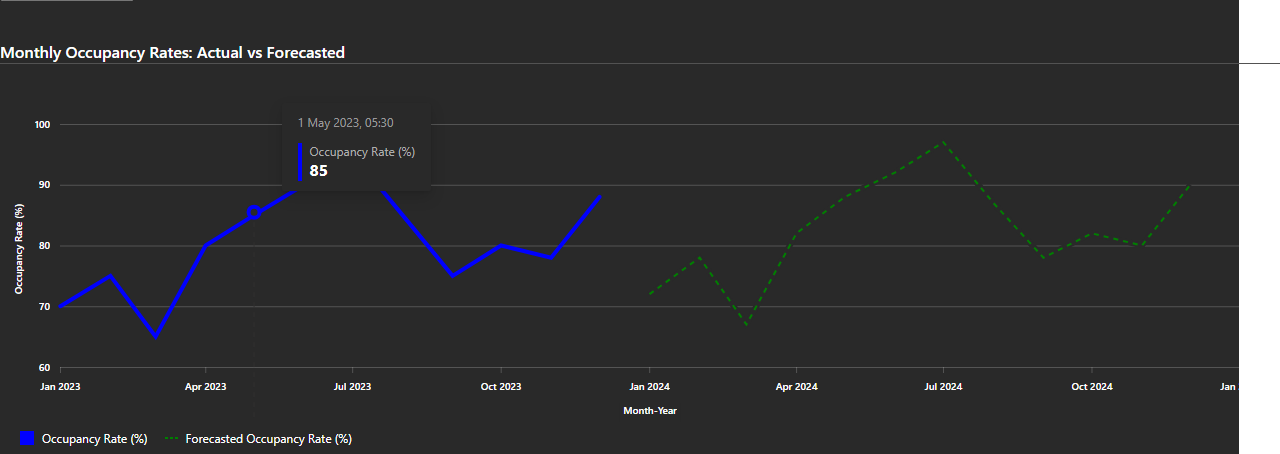 Monthly Occupancy Rates: Actual vs Forecasted
1 May 2023, 05:30
Occupancy Rate (%)
85
100
90
80
70
60
Occupancy Rate (%)
Jan 2023
Apr 2023
Jul 2023
Oct 2023
Jan 2024
Apr 2024
Jul 2024
Oct 2024
Jan
Month-Year
Occupancy Rate (%)
Forecasted Occupancy Rate (%)